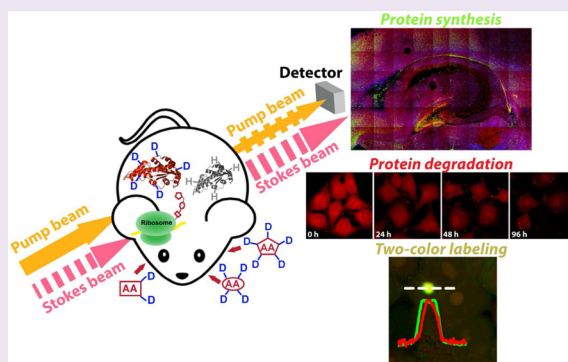 Protein synthesis
Detector
Pump beam
Stokes beam
D
D
D
D
D
H
H
H
H
Ribosome
Pump beam
Stokes beam
AA
D
D
AA
D
D
D
D
AA
D
D
D
D
D
Protein degradation
0 h
24 h
48 h
96 h
Two-color labeling